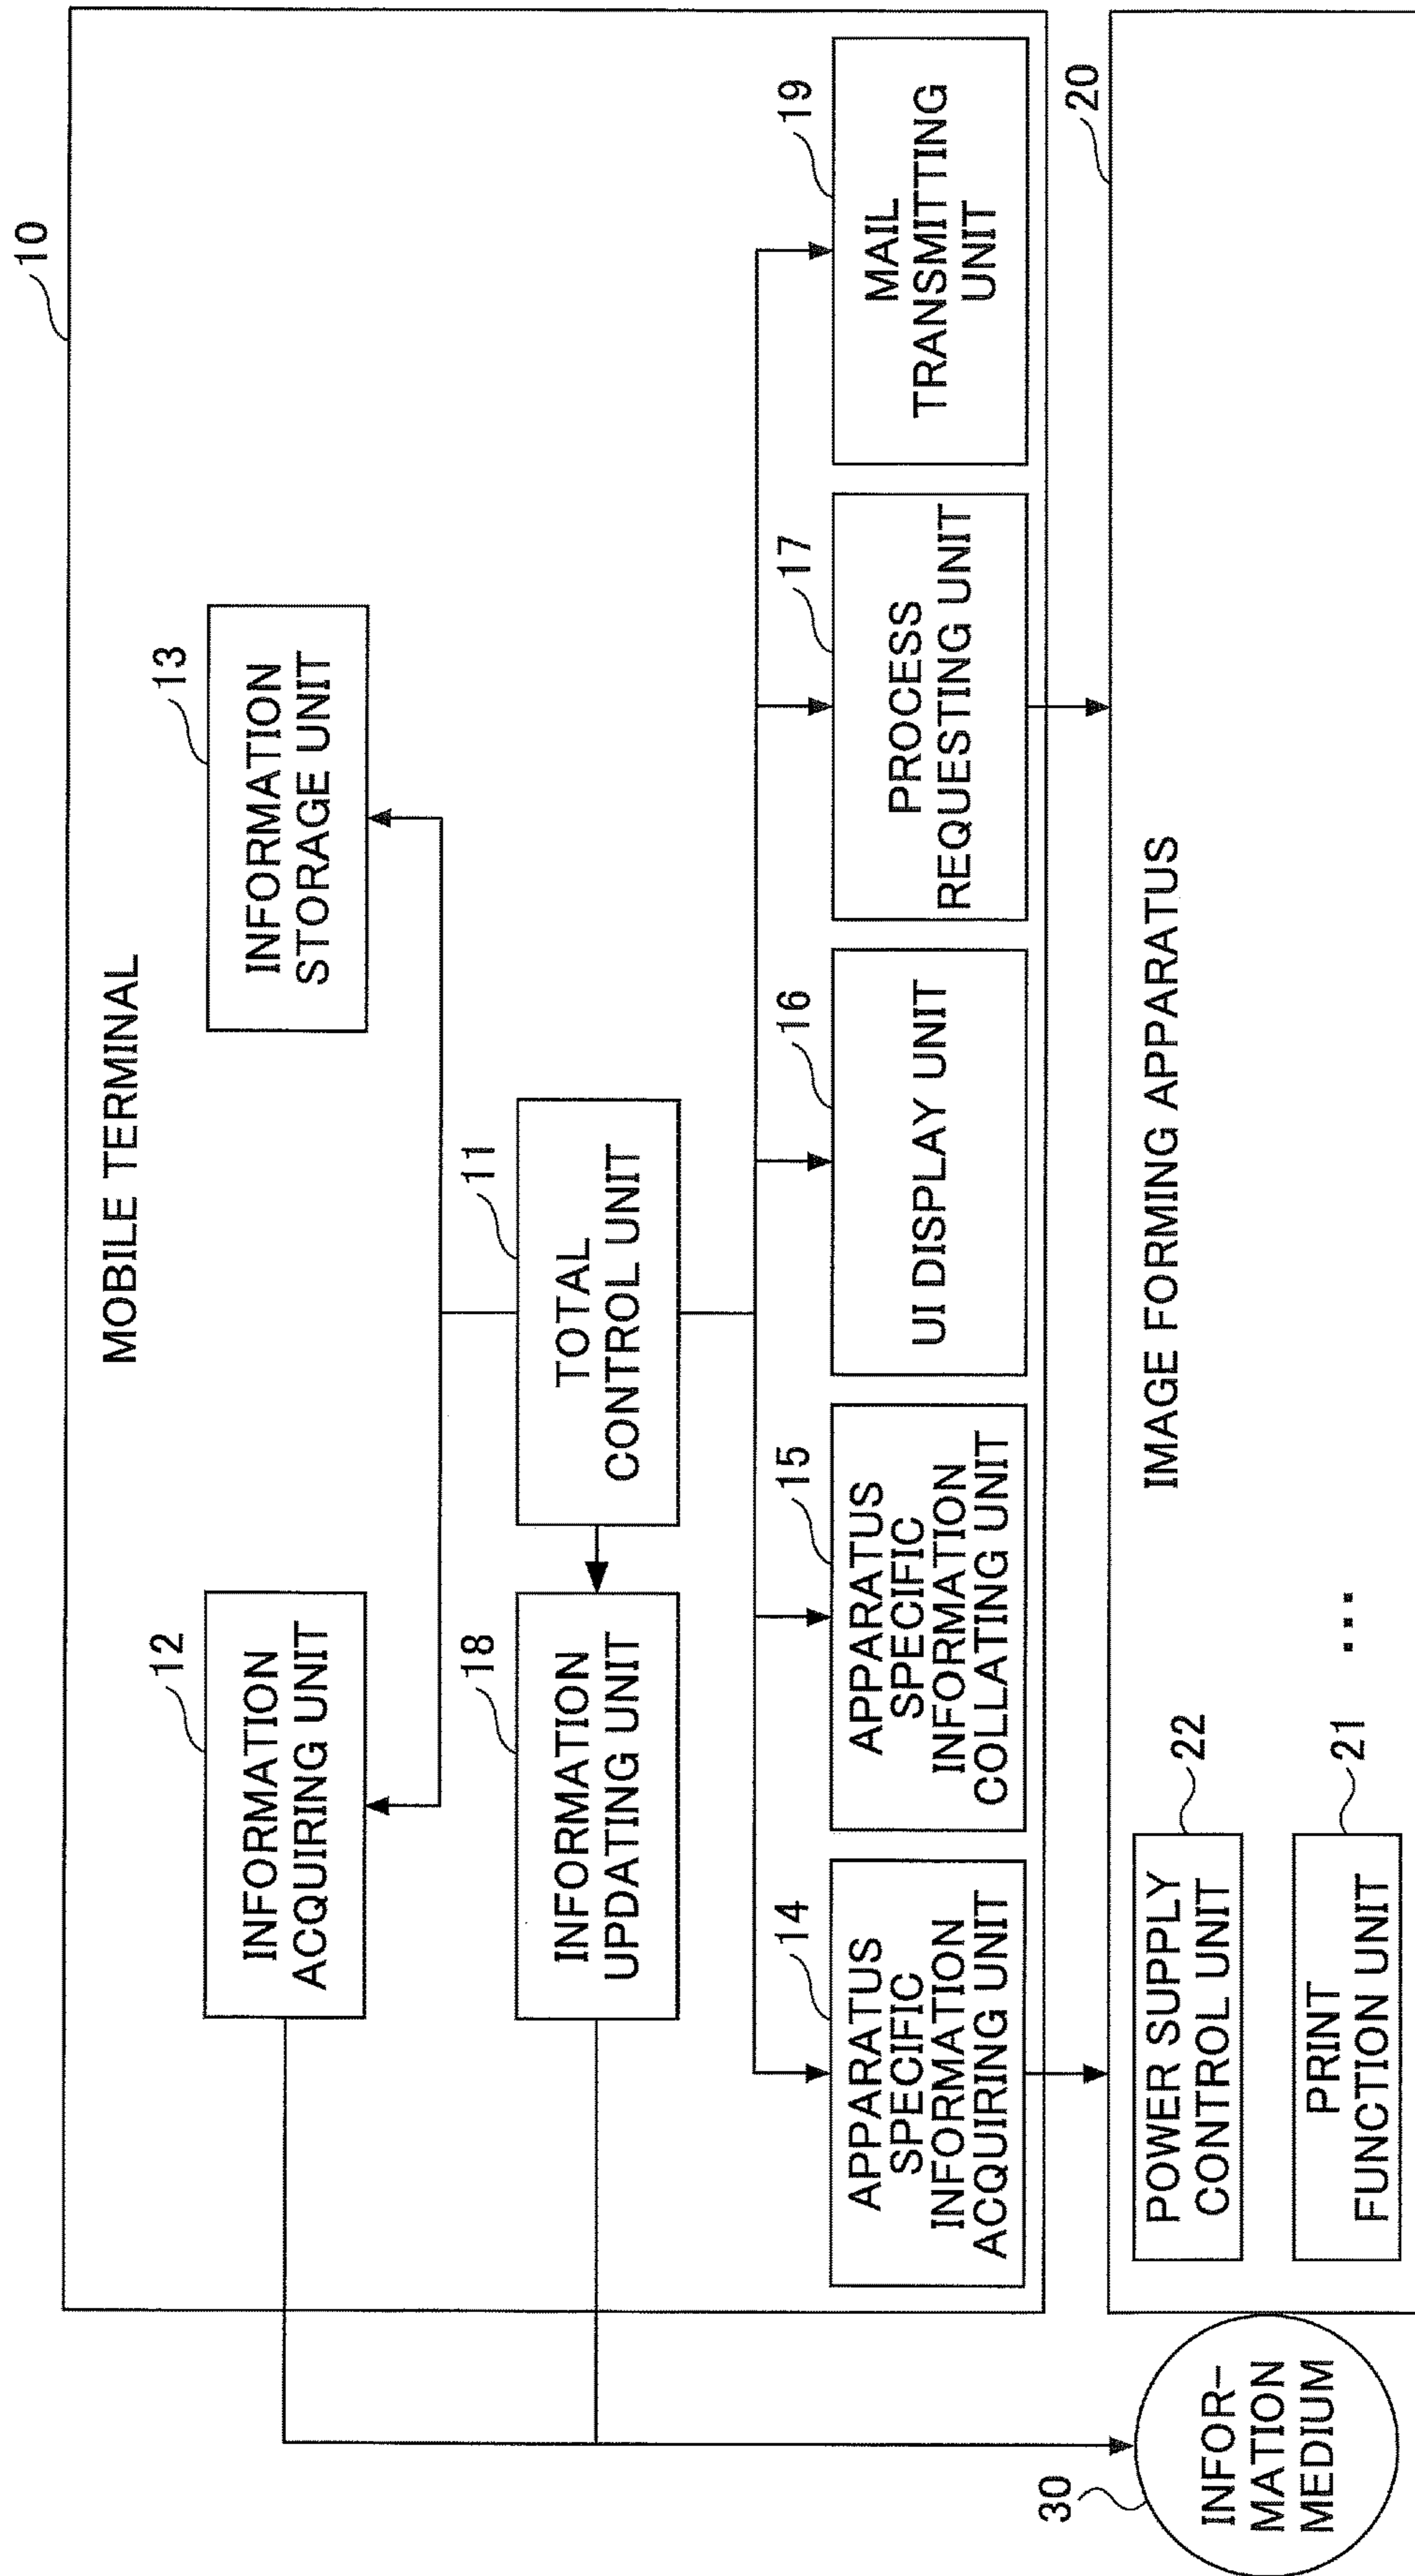 10
MOBILE TERMINAL
12
INFORMATION
ACQUIRING UNIT
13
INFORMATION
STORAGE UNIT
18
INFORMATION
UPDATING UNIT
11
TOTAL
CONTROL UNIT
14
APPARATUS
SPECIFIC
INFORMATION
ACQUIRING UNIT
15
APPARATUS
SPECIFIC
INFORMATION
COLLATING UNIT
16
UI DISPLAY UNIT
17
PROCESS
REQUESTING UNIT
19
MAIL
TRANSMITTING
UNIT
20
IMAGE FORMING APPARATUS
POWER SUPPLY
CONTROL UNIT
22
PRINT
FUNCTION UNIT
21
...
30
INFOR-
MATION
MEDIUM